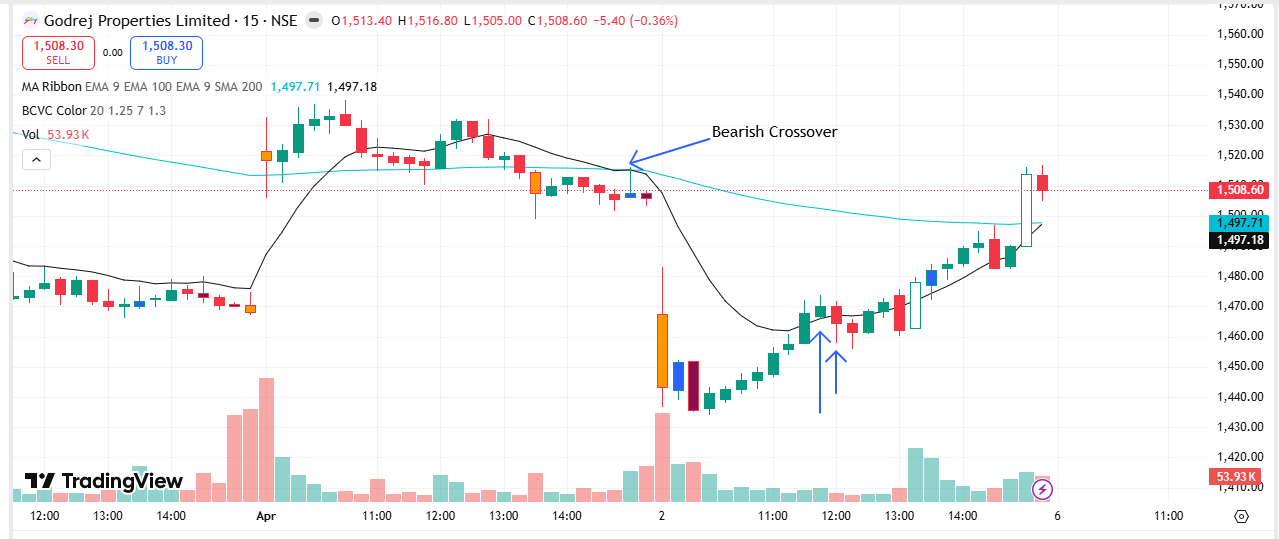 Godrej Properties Limited · 15 · NSE O1,513.40 H1,516.80 L1,505.00 C1,508.60 −5.40 (−0.36%)
1,508.30 SELL
0.00
1,508.30 BUY
MA Ribbon EMA 9 EMA 100 EMA 9 SMA 200 1,497.71 1,497.18
BCVC Color 20 1.25 7 1.3
Vol 53.93 K
Bearish Crossover
1,570.00
1,560.00
1,550.00
1,540.00
1,530.00
1,520.00
1,508.60
1,500.00
1,497.71
1,497.18
1,480.00
1,470.00
1,460.00
1,450.00
1,440.00
1,430.00
1,420.00
53.93 K
1,410.00
TradingView
12:00 13:00 14:00 Apr 11:00 12:00 13:00 14:00 2 11:00 12:00 13:00 14:00 6 11:00